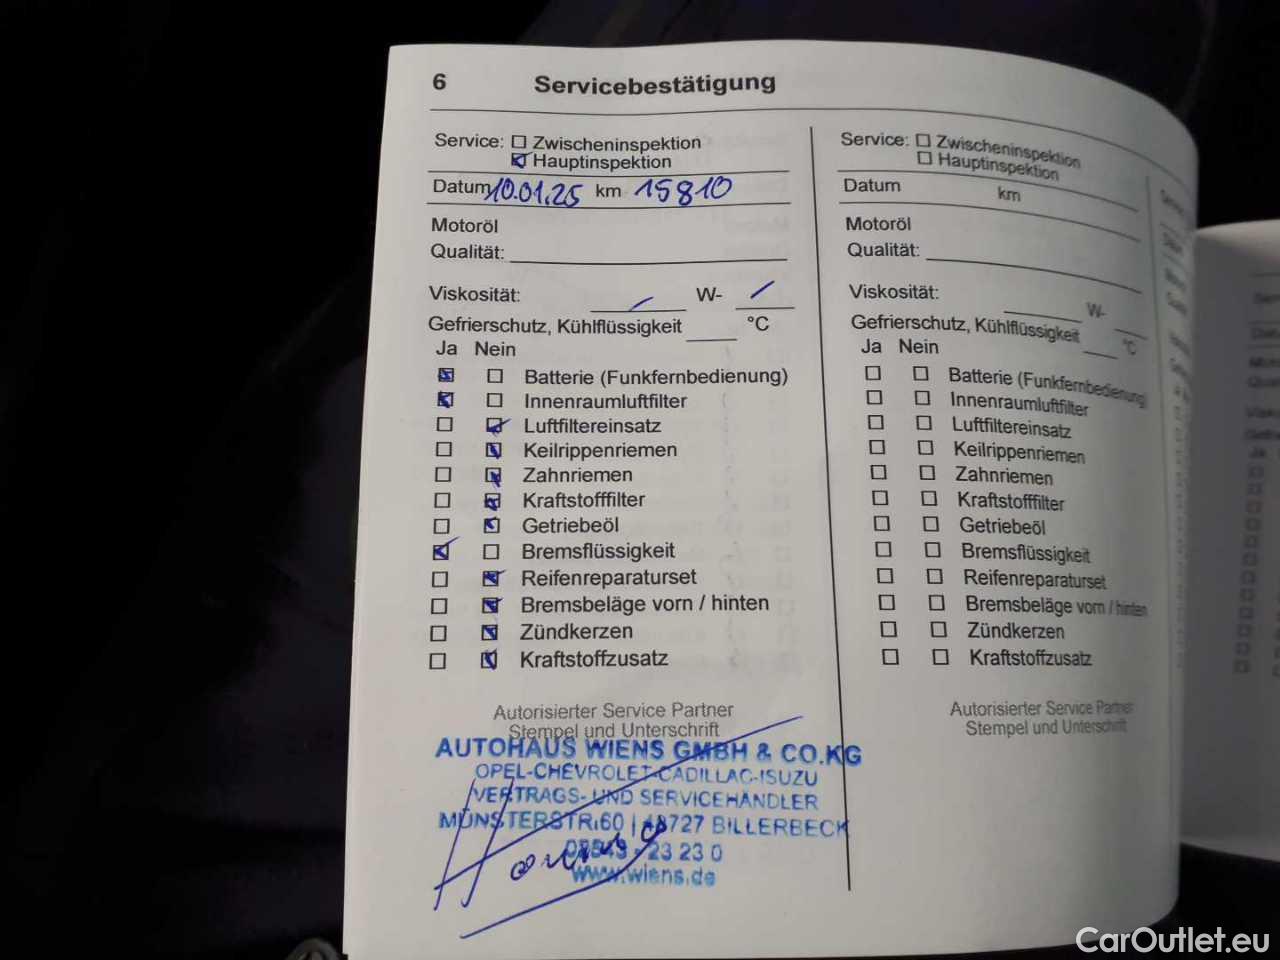 6 Servicebestätigung
Service: Zwischeninspektion
Hauptinspektion
Datum 10.01.25 km 15810
Motoröl
Qualität:
Viskosität: W-
Gefrierschutz, Kühlflüssigkeit °C
Ja Nein
Batterie (Funkfernbedienung)
Innenraumluftfilter
Luftfiltereinsatz
Keilrippenriemen
Zahnriemen
Kraftstofffilter
Getriebeöl
Bremsflüssigkeit
Reifenreparaturset
Bremsbeläge vorn / hinten
Zündkerzen
Kraftstoffzusatz
Autorisierter Service Partner
Stempel und Unterschrift
AUTOHAUS WIENS GMBH & CO.KG
OPEL-CHEVROLET-CADILLAC-ISUZU
VERTRAGS- UND SERVICEHÄNDLER
MÜNSTERSTR.60 | 48727 BILLERBECK
02543 - 23 23 0
www.wiens.de
Service: Zwischeninspektion
Hauptinspektion
Datum km
Motoröl
Qualität:
Viskosität: W-
Gefrierschutz, Kühlflüssigkeit °C
Ja Nein
Batterie (Funkfernbedienung)
Innenraumluftfilter
Luftfiltereinsatz
Keilrippenriemen
Zahnriemen
Kraftstofffilter
Getriebeöl
Bremsflüssigkeit
Reifenreparaturset
Bremsbeläge vorn / hinten
Zündkerzen
Kraftstoffzusatz
Autorisierter Service Partner
Stempel und Unterschrift
CarOutlet.eu